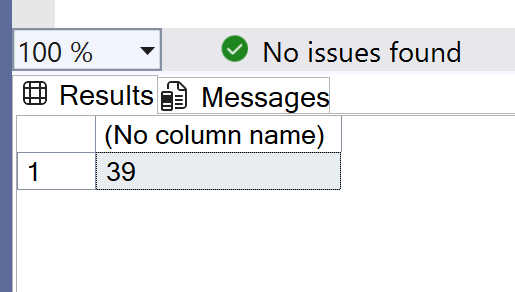 100 %
No issues found
Results
Messages
(No column name)
1
39